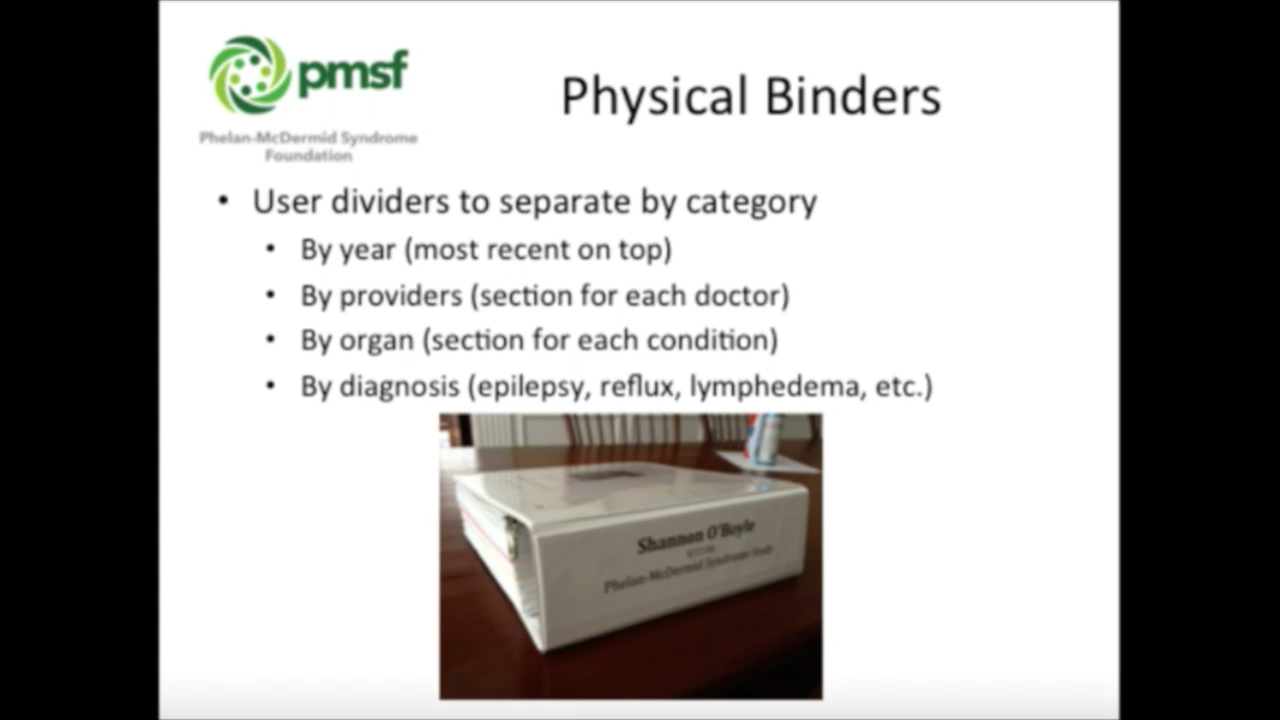 pmsf
Phelan-McDermid Syndrome
Foundation
Physical Binders
• User dividers to separate by category
• By year (most recent on top)
• By providers (section for each doctor)
• By organ (section for each condition)
• By diagnosis (epilepsy, reflux, lymphedema, etc.)
Shannon O'Boyle
Phelan-McDermid Syndrome Study